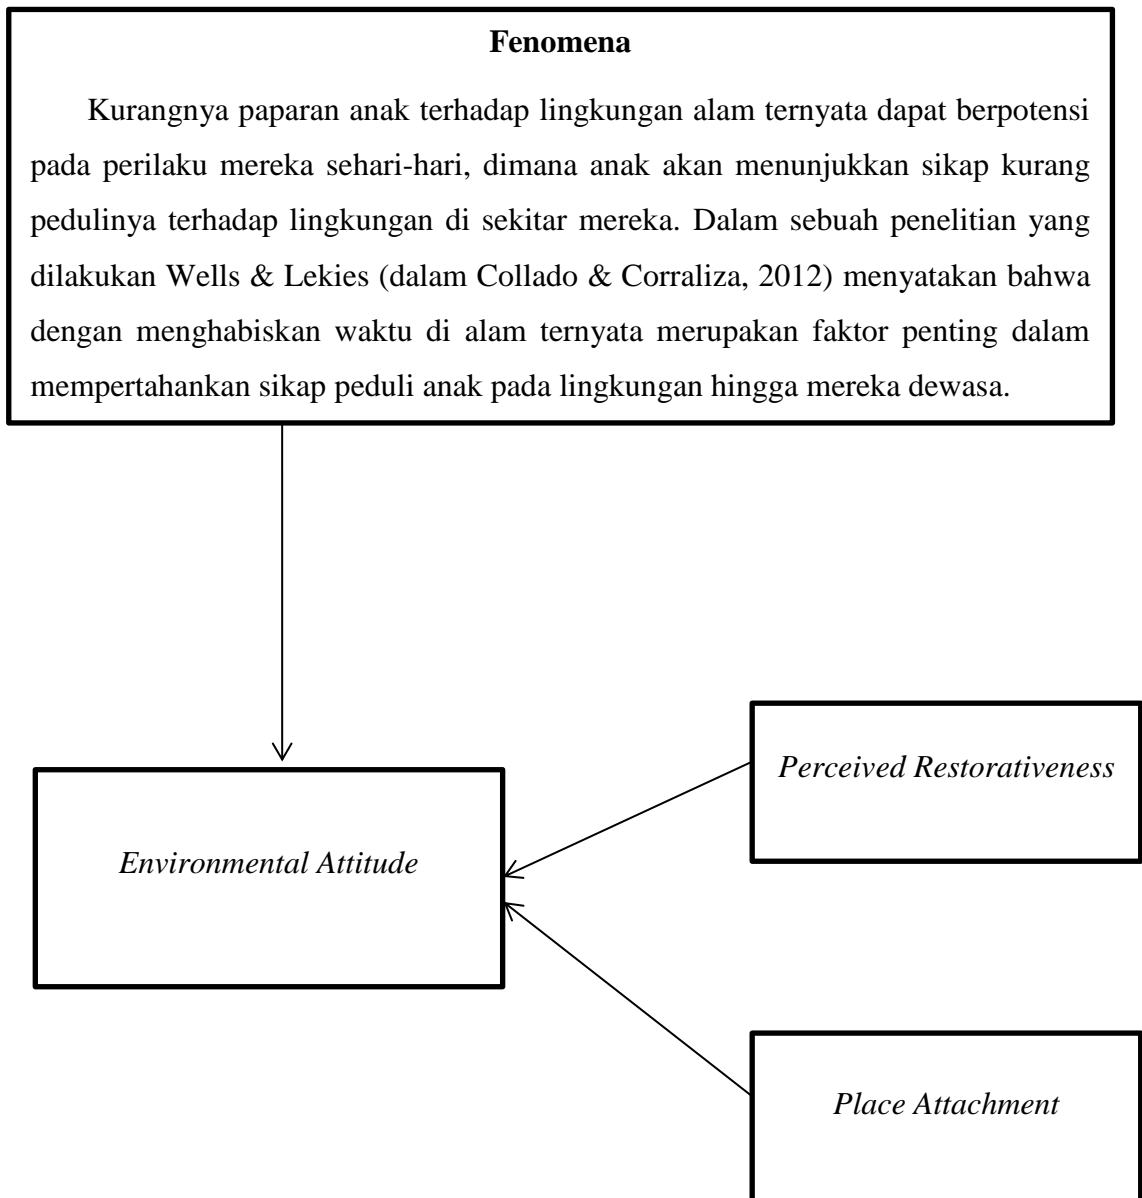 Fenomena
Kurangnya paparan anak terhadap lingkungan alam ternyata dapat berpotensi
pada perilaku mereka sehari-hari, dimana anak akan menunjukkan sikap kurang
pedulinya terhadap lingkungan di sekitar mereka. Dalam sebuah penelitian yang
dilakukan Wells & Lekies (dalam Collado & Corraliza, 2012) menyatakan bahwa
dengan menghabiskan waktu di alam ternyata merupakan faktor penting dalam
mempertahankan sikap peduli anak pada lingkungan hingga mereka dewasa.
Perceived Restorativeness
Environmental Attitude
Place Attachment